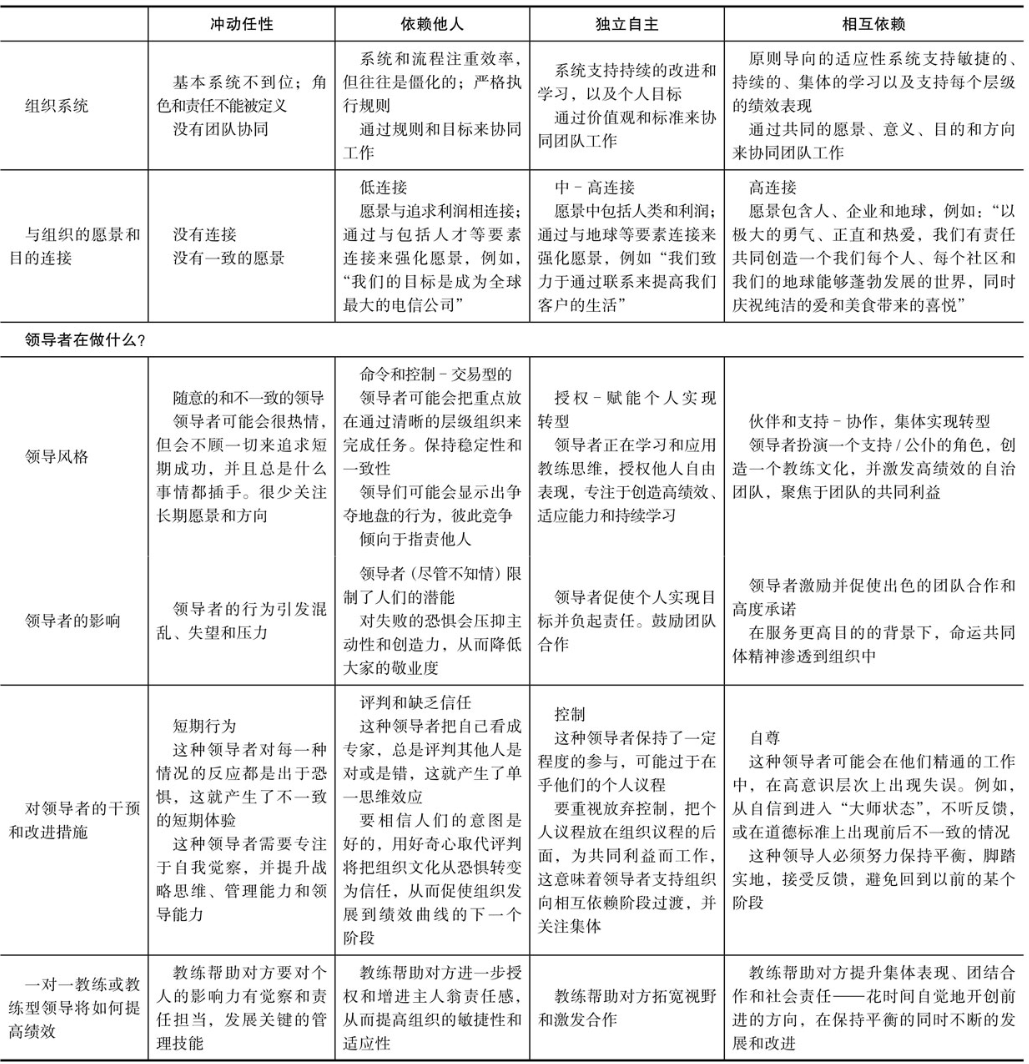 冲动任性
依赖他人
独立自主
相互依赖
组织系统
基本系统不到位；角
色和责任不能被定义
没有团队协同
系统和流程注重效率，
但往往是僵化的；严格执
行规则
通过规则和目标来协同
工作
系统支持持续的改进和
学习，以及个人目标
通过价值观和标准来协
同团队工作
原则导向的适应性系统支持敏捷的、
持续的、集体的学习以及支持每个层级
的绩效表现
通过共同的愿景、意义、目的和方向
来协同团队工作
与组织的愿景和
目的连接
没有连接
没有一致的愿景
低连接
愿景与追求利润相连接；
通过与包括人才等要素
连接来强化愿景，例如，
“我们的目标是成为全球
最大的电信公司”
中–高连接
愿景中包括人类和利润；
通过与地球等要素连接来
强化愿景，例如“我们致
力于通过联系来提高我们
客户的生活”
高连接
愿景包含人、企业和地球，例如：“以
极大的勇气、正直和热爱，我们有责任
共同创造一个我们每个人、每个社区和
我们的地球能够蓬勃发展的世界，同时
庆祝纯洁的爱和美食带来的喜悦”
领导者在做什么？
领导风格
随意的和不一致的领导
领导者可能会很热情，
但会不顾一切来追求短
期成功，并且总是什么
事情都插手。很少关注
长期愿景和方向
命令和控制–交易型的
领导者可能会把重点放
在通过清晰的层级组织来
完成任务。保持稳定性和
一致性
领导们可能会显示出争
夺地盘的行为，彼此竞争
倾向于指责他人
授权–赋能个人实现
转型
领导者正在学习和应用
教练思维，授权他人自由
表现，专注于创造高绩效、
适应能力和持续学习
伙伴和支持–协作，集体实现转型
领导者扮演一个支持/公仆的角色，创
造一个教练文化，并激发高绩效的自治
团队，聚焦于团队的共同利益
领导者的影响
领导者的行为引发混
乱、失望和压力
领导者（尽管不知情）限
制了人们的潜能
对失败的恐惧会压抑主
动性和创造力，从而降低
大家的敬业度
领导者促使个人实现目
标并负起责任。鼓励团队
合作
领导者激励并促使出色的团队合作和
高度承诺
在服务更高目的的背景下，命运共同
体精神渗透到组织中
对领导者的干预
和改进措施
短期行为
这种领导者对每一种
情况的反应都是出于恐
惧，这就产生了不一致
的短期体验
这种领导者需要专注
于自我觉察，并提升战
略思维、管理能力和领
导能力
评判和缺乏信任
这种领导者把自己看成
专家，总是评判其他人是
对或是错，这就产生了单
一思维效应
要相信人们的意图是
好的，用好奇心取代评判
将把组织文化从恐惧转变
为信任，从而促使组织发
展到绩效曲线的下一个
阶段
控制
这种领导者保持了一定
程度的参与，可能过于在
乎他们的个人议程
要重视放弃控制，把个
人议程放在组织议程的后
面，为共同利益而工作，
这意味着领导者支持组织
向相互依赖阶段过渡，并
关注集体
自尊
这种领导者可能会在他们精通的工作
中，在高意识层次上出现失误。例如，
从自信到进入“大师状态”，不听反馈，
或在道德标准上出现前后不一致的情况
这种领导人必须努力保持平衡，脚踏
实地，接受反馈，避免回到以前的某个
阶段
一对一教练或教
练型领导将如何提
高绩效
教练帮助对方要对个
人的影响力有觉察和责
任担当，发展关键的管
理技能
教练帮助对方进一步授
权和增进主人翁责任感，
从而提高组织的敏捷性和
适应性
教练帮助对方拓宽视野
和激发合作
教练帮助对方提升集体表现、团结合
作和社会责任——花时间自觉地开创前
进的方向，在保持平衡的同时不断的发
展和改进